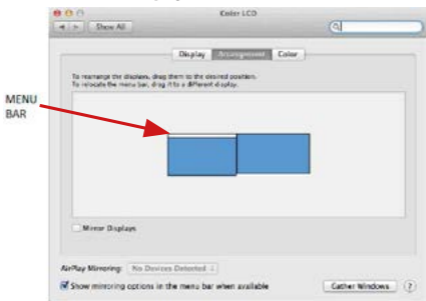 Color LCD
Show All
Display Arrangement Color
To rearrange the displays, drag them to the desired position.
To relocate the menu bar, drag it to a different display.
MENU
BAR
Mirror Displays
AirPlay Mirroring: No Devices Detected
Show mirroring options in the menu bar when available
Gather Windows ?